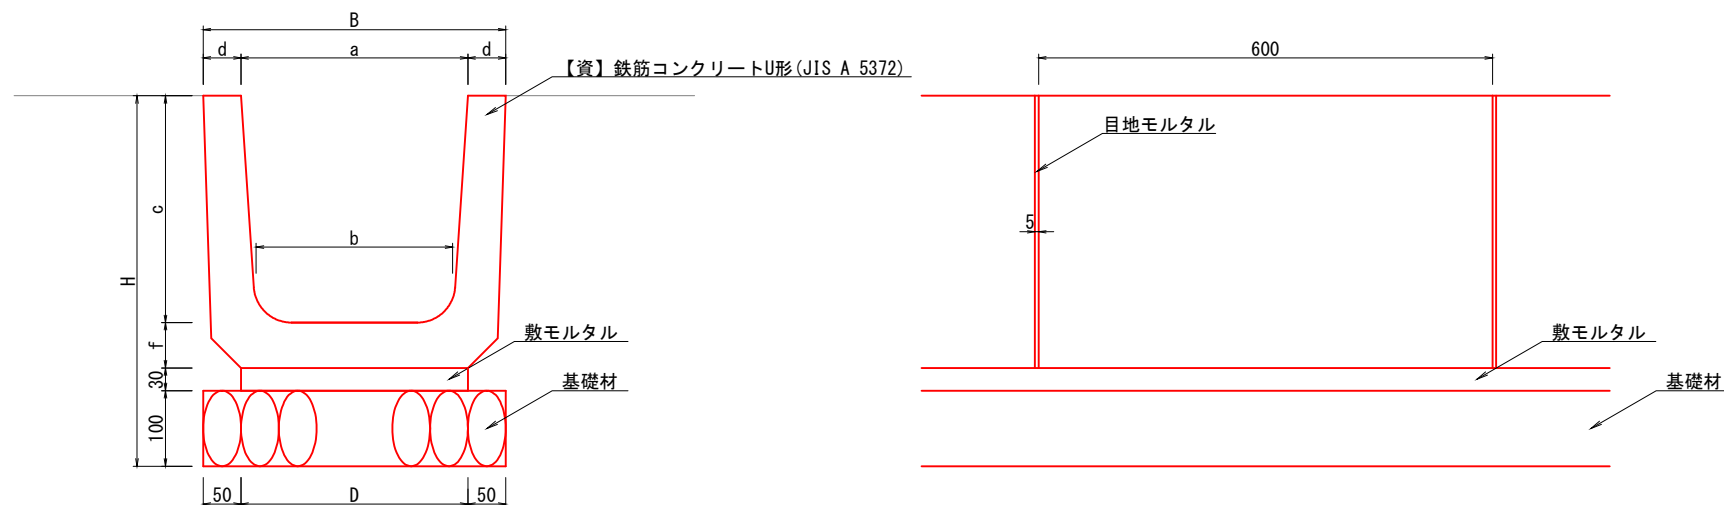 B
d
a
d
【資】鉄筋コンクリートU形(JIS A 5372)
c
b
H
f
敷モルタル
30
基礎材
100
50
D
50
600
目地モルタル
5
敷モルタル
基礎材